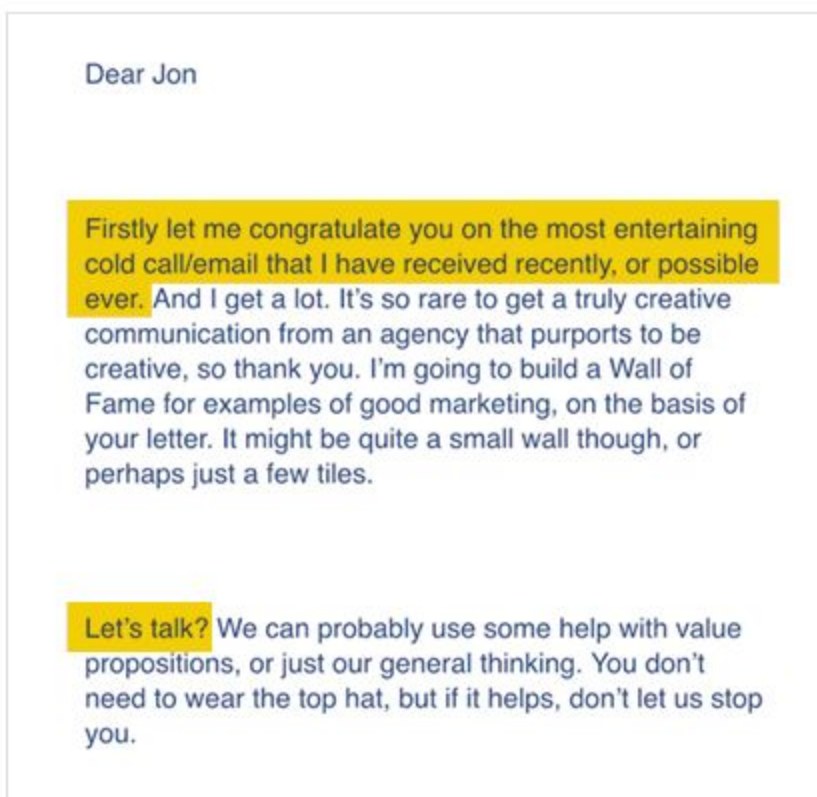 Dear Jon
Firstly let me congratulate you on the most entertaining
cold call/email that I have received recently, or possible
ever. And I get a lot. It's so rare to get a truly creative
communication from an agency that purports to be
creative, so thank you. I'm going to build a Wall of
Fame for examples of good marketing, on the basis of
your letter. It might be quite a small wall though, or
perhaps just a few tiles.
Let's talk? We can probably use some help with value
propositions, or just our general thinking. You don't
need to wear the top hat, but if it helps, don't let us stop
you.